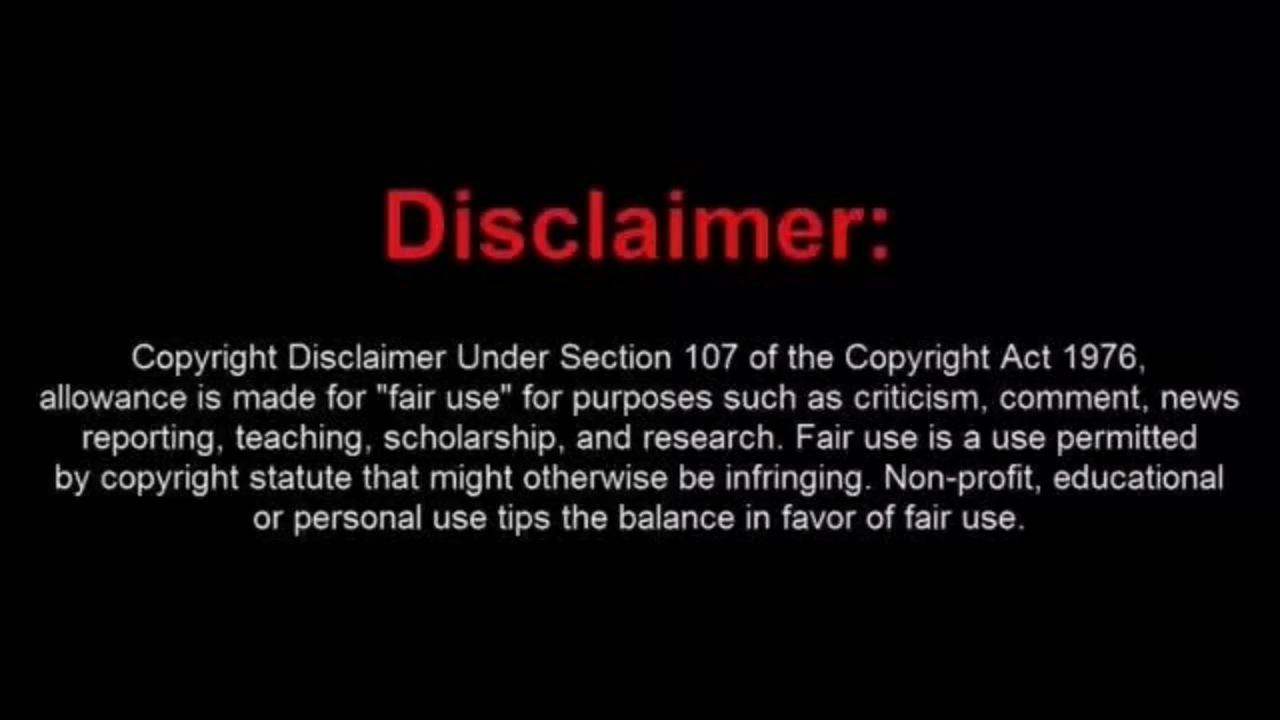 Disclaimer:
Copyright Disclaimer Under Section 107 of the Copyright Act 1976,
allowance is made for "fair use" for purposes such as criticism, comment, news
reporting, teaching, scholarship, and research. Fair use is a use permitted
by copyright statute that might otherwise be infringing. Non-profit, educational
or personal use tips the balance in favor of fair use.